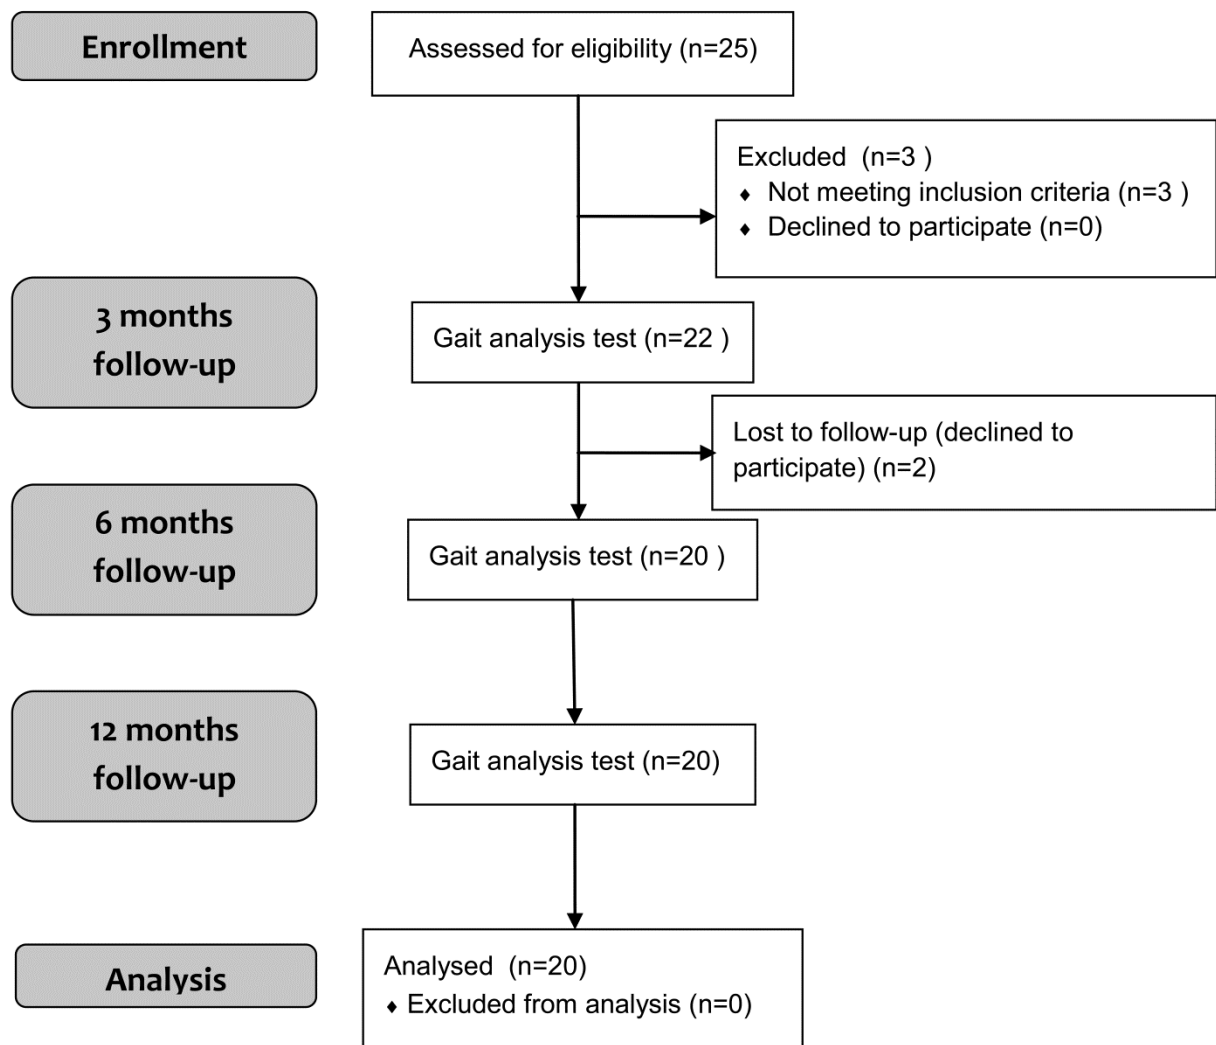 Enrollment
Assessed for eligibility (n=25)
Excluded  (n=3 )
♦ Not meeting inclusion criteria (n=3 )
♦ Declined to participate (n=0)
3 months
follow-up
Gait analysis test (n=22 )
Lost to follow-up (declined to
participate) (n=2)
6 months
follow-up
Gait analysis test (n=20 )
12 months
follow-up
Gait analysis test (n=20)
Analysis
Analysed  (n=20)
♦ Excluded from analysis (n=0)